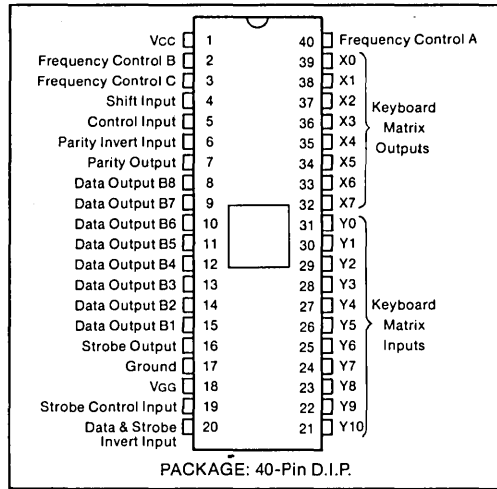 Vcc 1 40 Frequency Control A
Frequency Control B 2 39 X0
Frequency Control C 3 38 X1
Shift Input 4 37 X2
Control Input 5 36 X3
Parity Invert Input 6 35 X4
Parity Output 7 34 X5
Data Output B8 8 33 X6
Data Output B7 9 32 X7
Keyboard
Matrix
Outputs
Data Output B6 10 31 Y0
Data Output B5 11 30 Y1
Data Output B4 12 29 Y2
Data Output B3 13 28 Y3
Data Output B2 14 27 Y4
Data Output B1 15 26 Y5
Strobe Output 16 25 Y6
Ground 17 24 Y7
VGG 18 23 Y8
Strobe Control Input 19 22 Y9
Data & Strobe 20 21 Y10
Invert Input
Keyboard
Matrix
Inputs
PACKAGE: 40-Pin D.I.P.